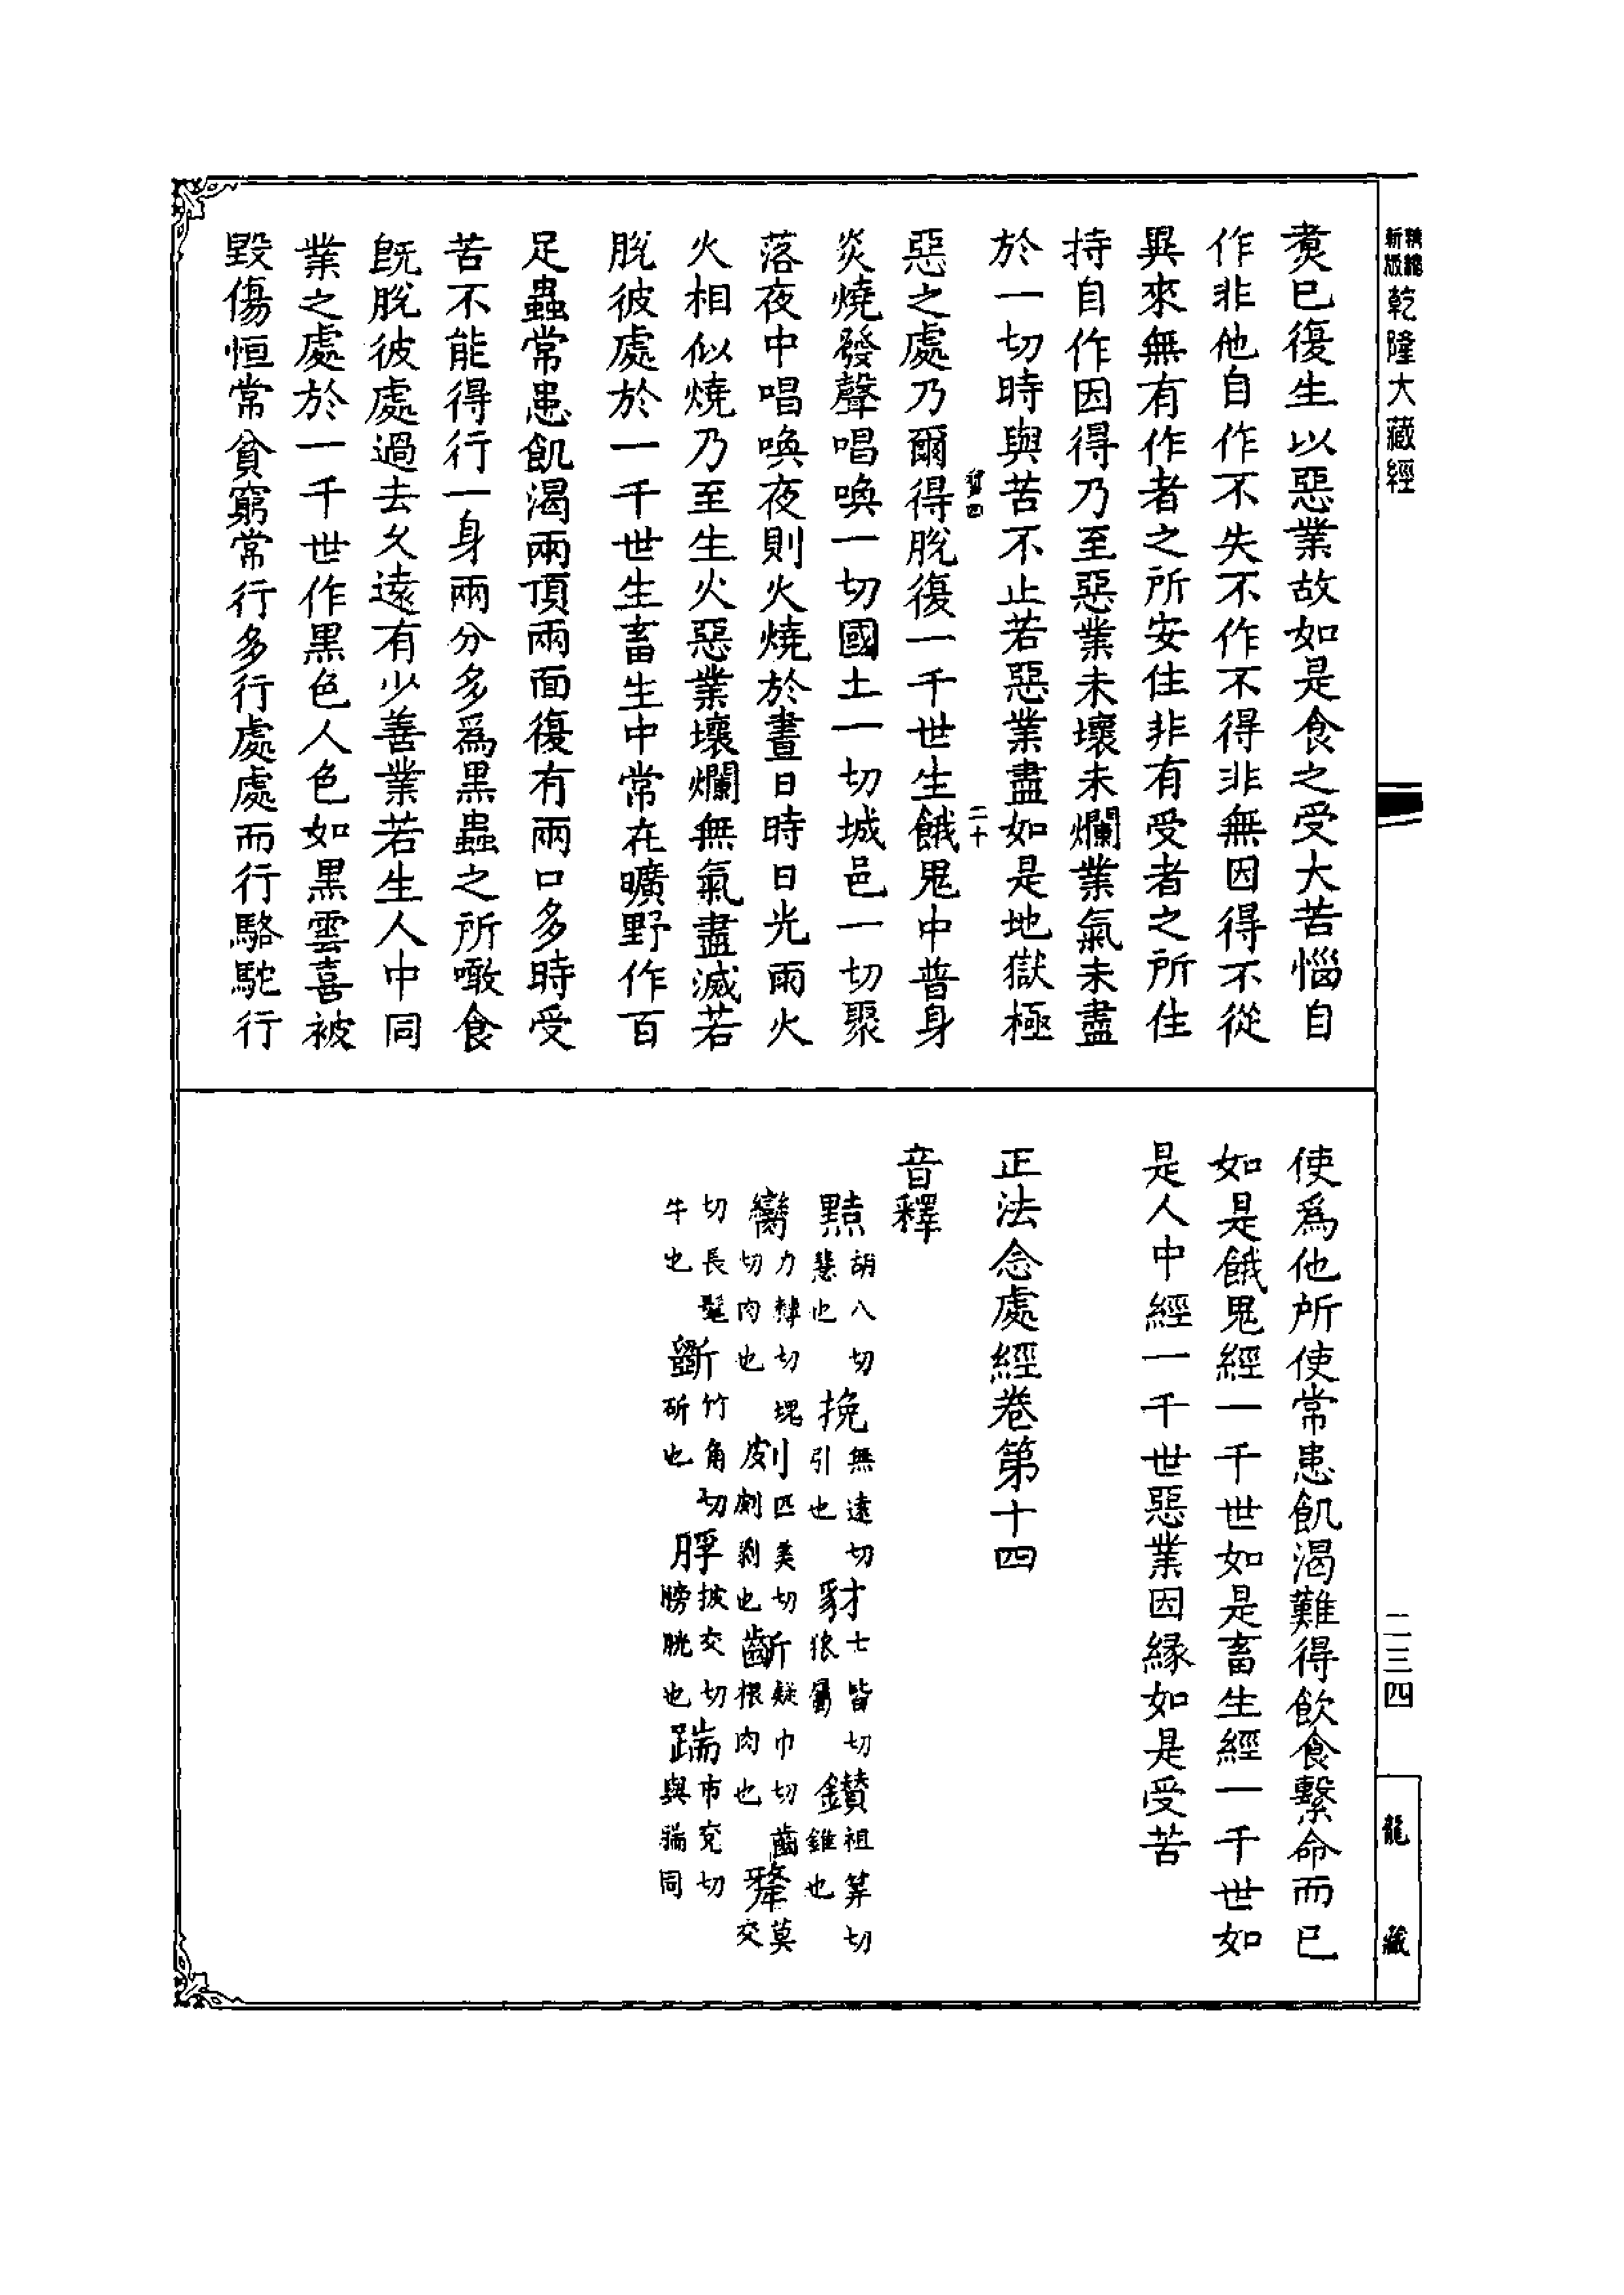 精縮新版乾隆大藏經
煑已復生以惡業故如是食之受大苦惱自
作非他自作不失不作不得非無因得不從
異來無有作者之所安住非有受者之所住
持自作因得乃至惡業未壞未爛業氣未盡
於一切時與苦不止若惡業盡如是地獄極
二十
惡之處乃爾得脫復一千世生餓鬼中普身
炎燒發聲唱喚一切國土一切城邑一切聚
落夜中唱喚夜則火燒於晝日時日光雨火
火相似燒乃至生火惡業壞爛無氣盡滅若
脫彼處於一千世生畜生中常在曠野作百
足蟲常患飢渴兩頂兩面復有兩口多時受
苦不能得行一身兩分多爲黑蟲之所噉食
既脫彼處過去久遠有少善業若生人中同
業之處於一千世作黑色人色如黑雲喜被
毀傷恒常貧窮常行多行處處而行駱駝行
使爲他所使常患飢渴難得飲食繫命而已
如是餓鬼經一千世如是畜生經一千世如
是人中經一千世惡業因緣如是受苦
正法念處經卷第十四
音釋
黠胡八切慧也 挽無遠切引也 豺士皆切狼屬 鑚祖筭切錐也
臠力轉切塊切肉也 劀匹美切剝也 齗疑巾切齒根肉也 犛莫交
切長髦牛也 斵竹角切斫也 脬披交切膀胱也 踹市兖切與腨同
二三四
龍藏